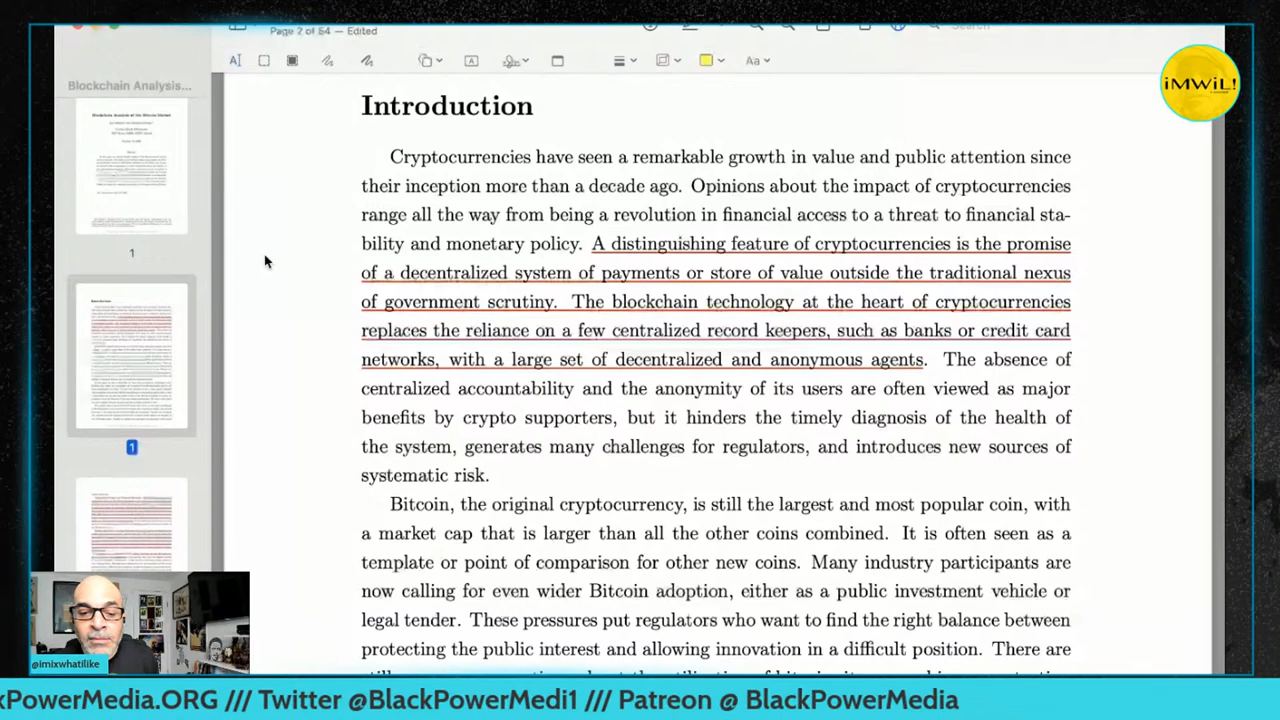 Page 2 of 54 — Edited
Search
Blockchain Analysis...
Aa
iMWiL!
1
1
Introduction
Cryptocurrencies have seen a remarkable growth in value and public attention since
their inception more than a decade ago. Opinions about the impact of cryptocurrencies
range all the way from being a revolution in financial access to a threat to financial sta-
bility and monetary policy. A distinguishing feature of cryptocurrencies is the promise
of a decentralized system of payments or store of value outside the traditional nexus
of government scrutiny. The blockchain technology at the heart of cryptocurrencies
replaces the reliance on a few centralized record keepers, such as banks or credit card
networks, with a large set of decentralized and anonymous agents. The absence of
centralized accountability and the anonymity of its users are often viewed as major
benefits by crypto supporters, but it hinders the timely diagnosis of the health of
the system, generates many challenges for regulators, and introduces new sources of
systematic risk.
Bitcoin, the original cryptocurrency, is still the largest and most popular coin, with
a market cap that is larger than all the other coins combined. It is often seen as a
template or point of comparison for other new coins. Many industry participants are
now calling for even wider Bitcoin adoption, either as a public investment vehicle or
legal tender. These pressures put regulators who want to find the right balance between
protecting the public interest and allowing innovation in a difficult position. There are
@imixwhatilike
kPowerMedia.ORG /// Twitter @BlackPowerMedi1 /// Patreon @ BlackPowerMedia